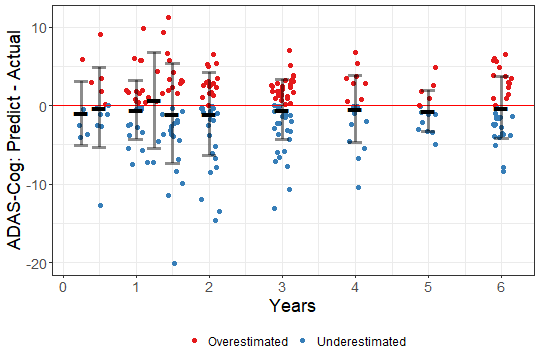 ADAS-Cog: Predict - Actual
10
0
-10
-20
0 1 2 3 4 5 6
Years
Overestimated Underestimated